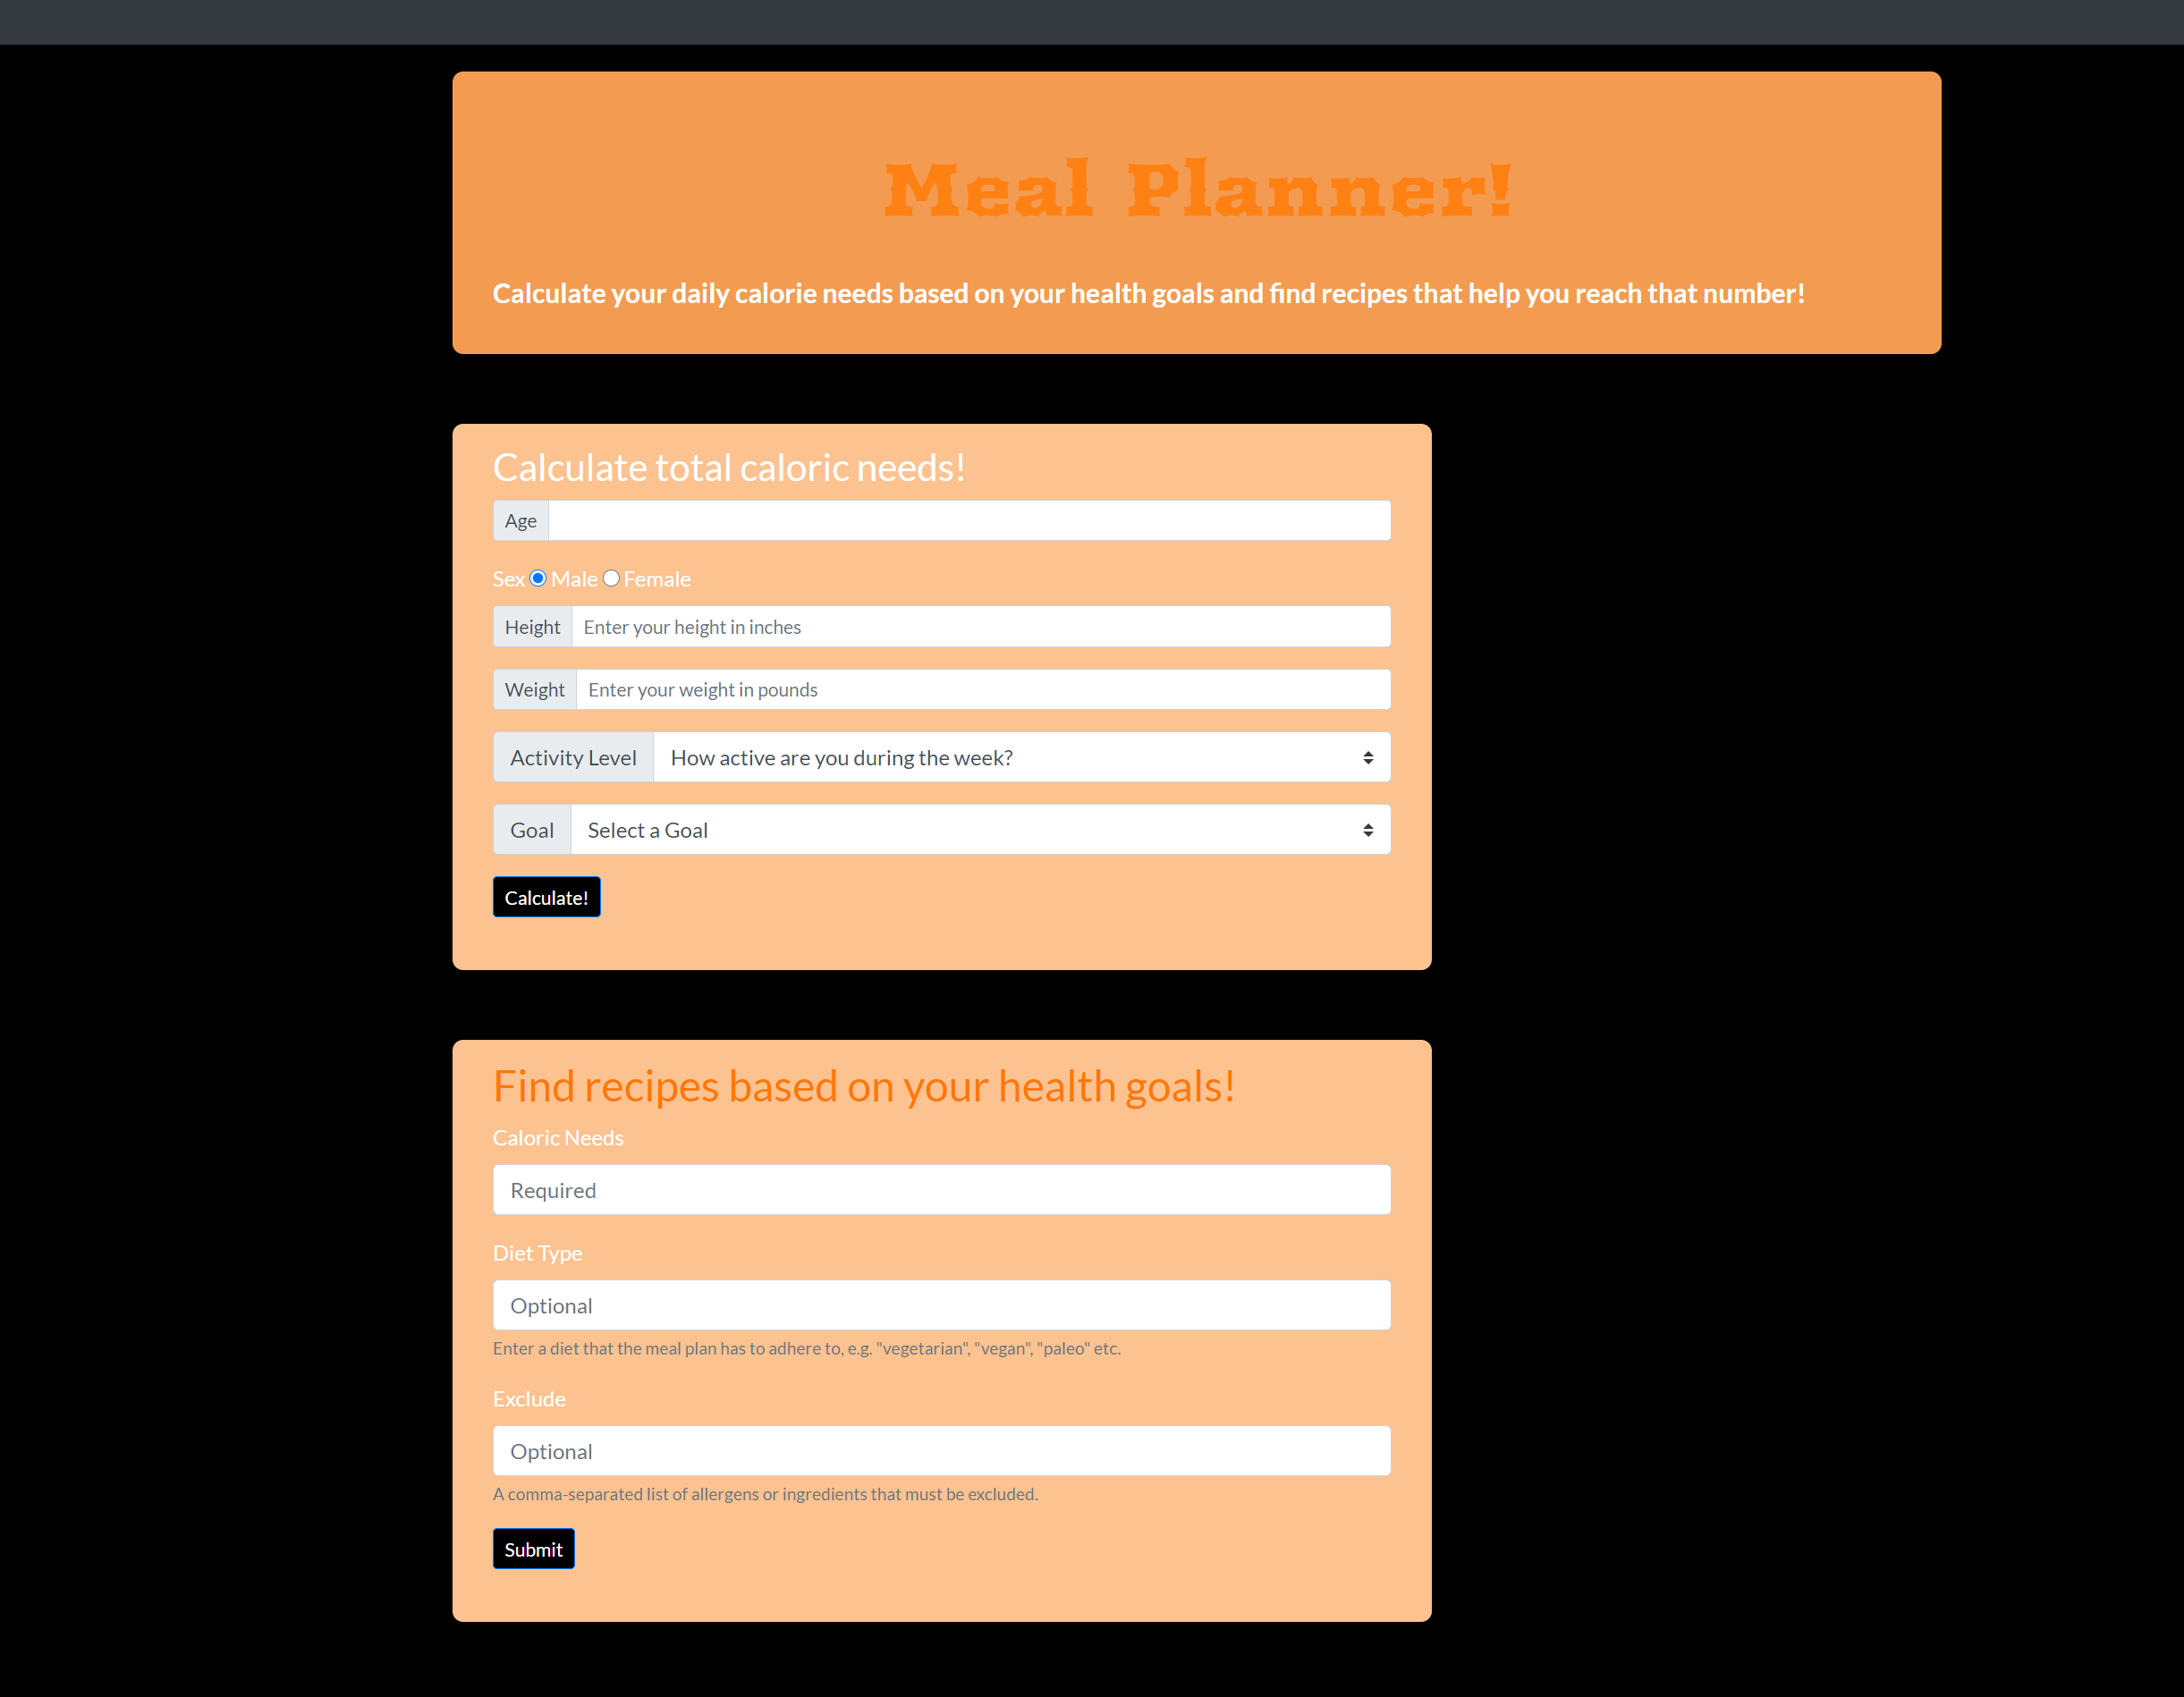 Meal Planner!
Calculate your daily calorie needs based on your health goals and find recipes that help you reach that number!
Calculate total caloric needs!
Age
Sex Male Female
Height Enter your height in inches
Weight Enter your weight in pounds
Activity Level How active are you during the week?
Goal Select a Goal
Calculate!
Find recipes based on your health goals!
Caloric Needs
Required
Diet Type
Optional
Enter a diet that the meal plan has to adhere to, e.g. "vegetarian", "vegan", "paleo" etc.
Exclude
Optional
A comma-separated list of allergens or ingredients that must be excluded.
Submit